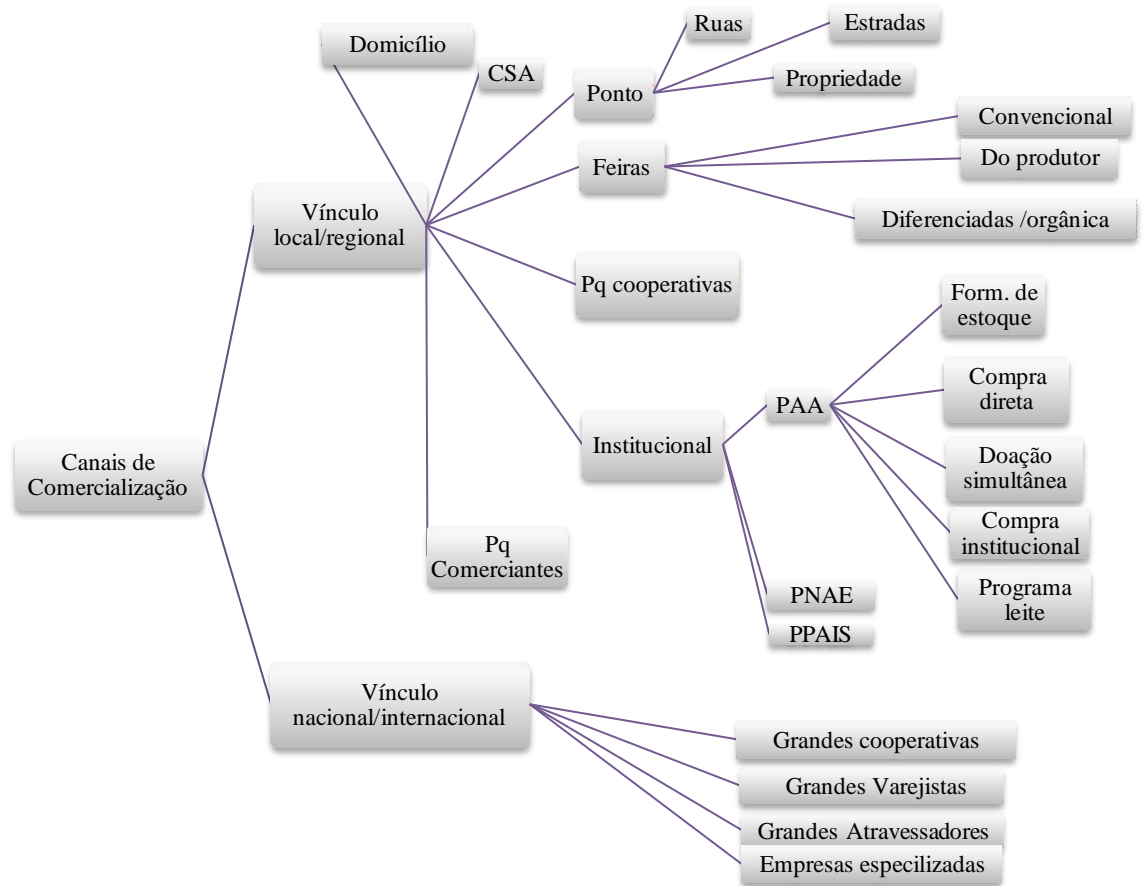 Domicílio
CSA
Ruas
Estradas
Ponto
Propriedade
Feiras
Convencional
Do produtor
Diferenciadas /orgânica
Vínculo
local/regional
Pq cooperativas
Form. de
estoque
Compra
direta
PAA
Institucional
Doação
simultânea
Compra
institucional
Programa
leite
Canais de
Comercialização
Pq
Comerciantes
PNAE
PPAIS
Vínculo
nacional/internacional
Grandes cooperativas
Grandes Varejistas
Grandes Atravessadores
Empresas especilizadas